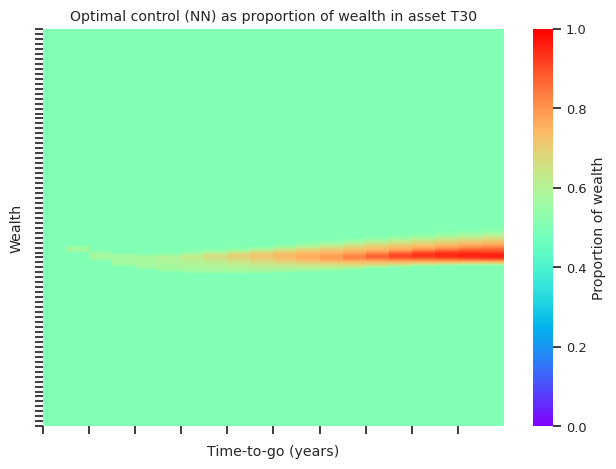 Optimal control (NN) as proportion of wealth in asset T30
Wealth
Time-to-go (years)
1.0
0.8
0.6
0.4
0.2
0.0
Proportion of wealth